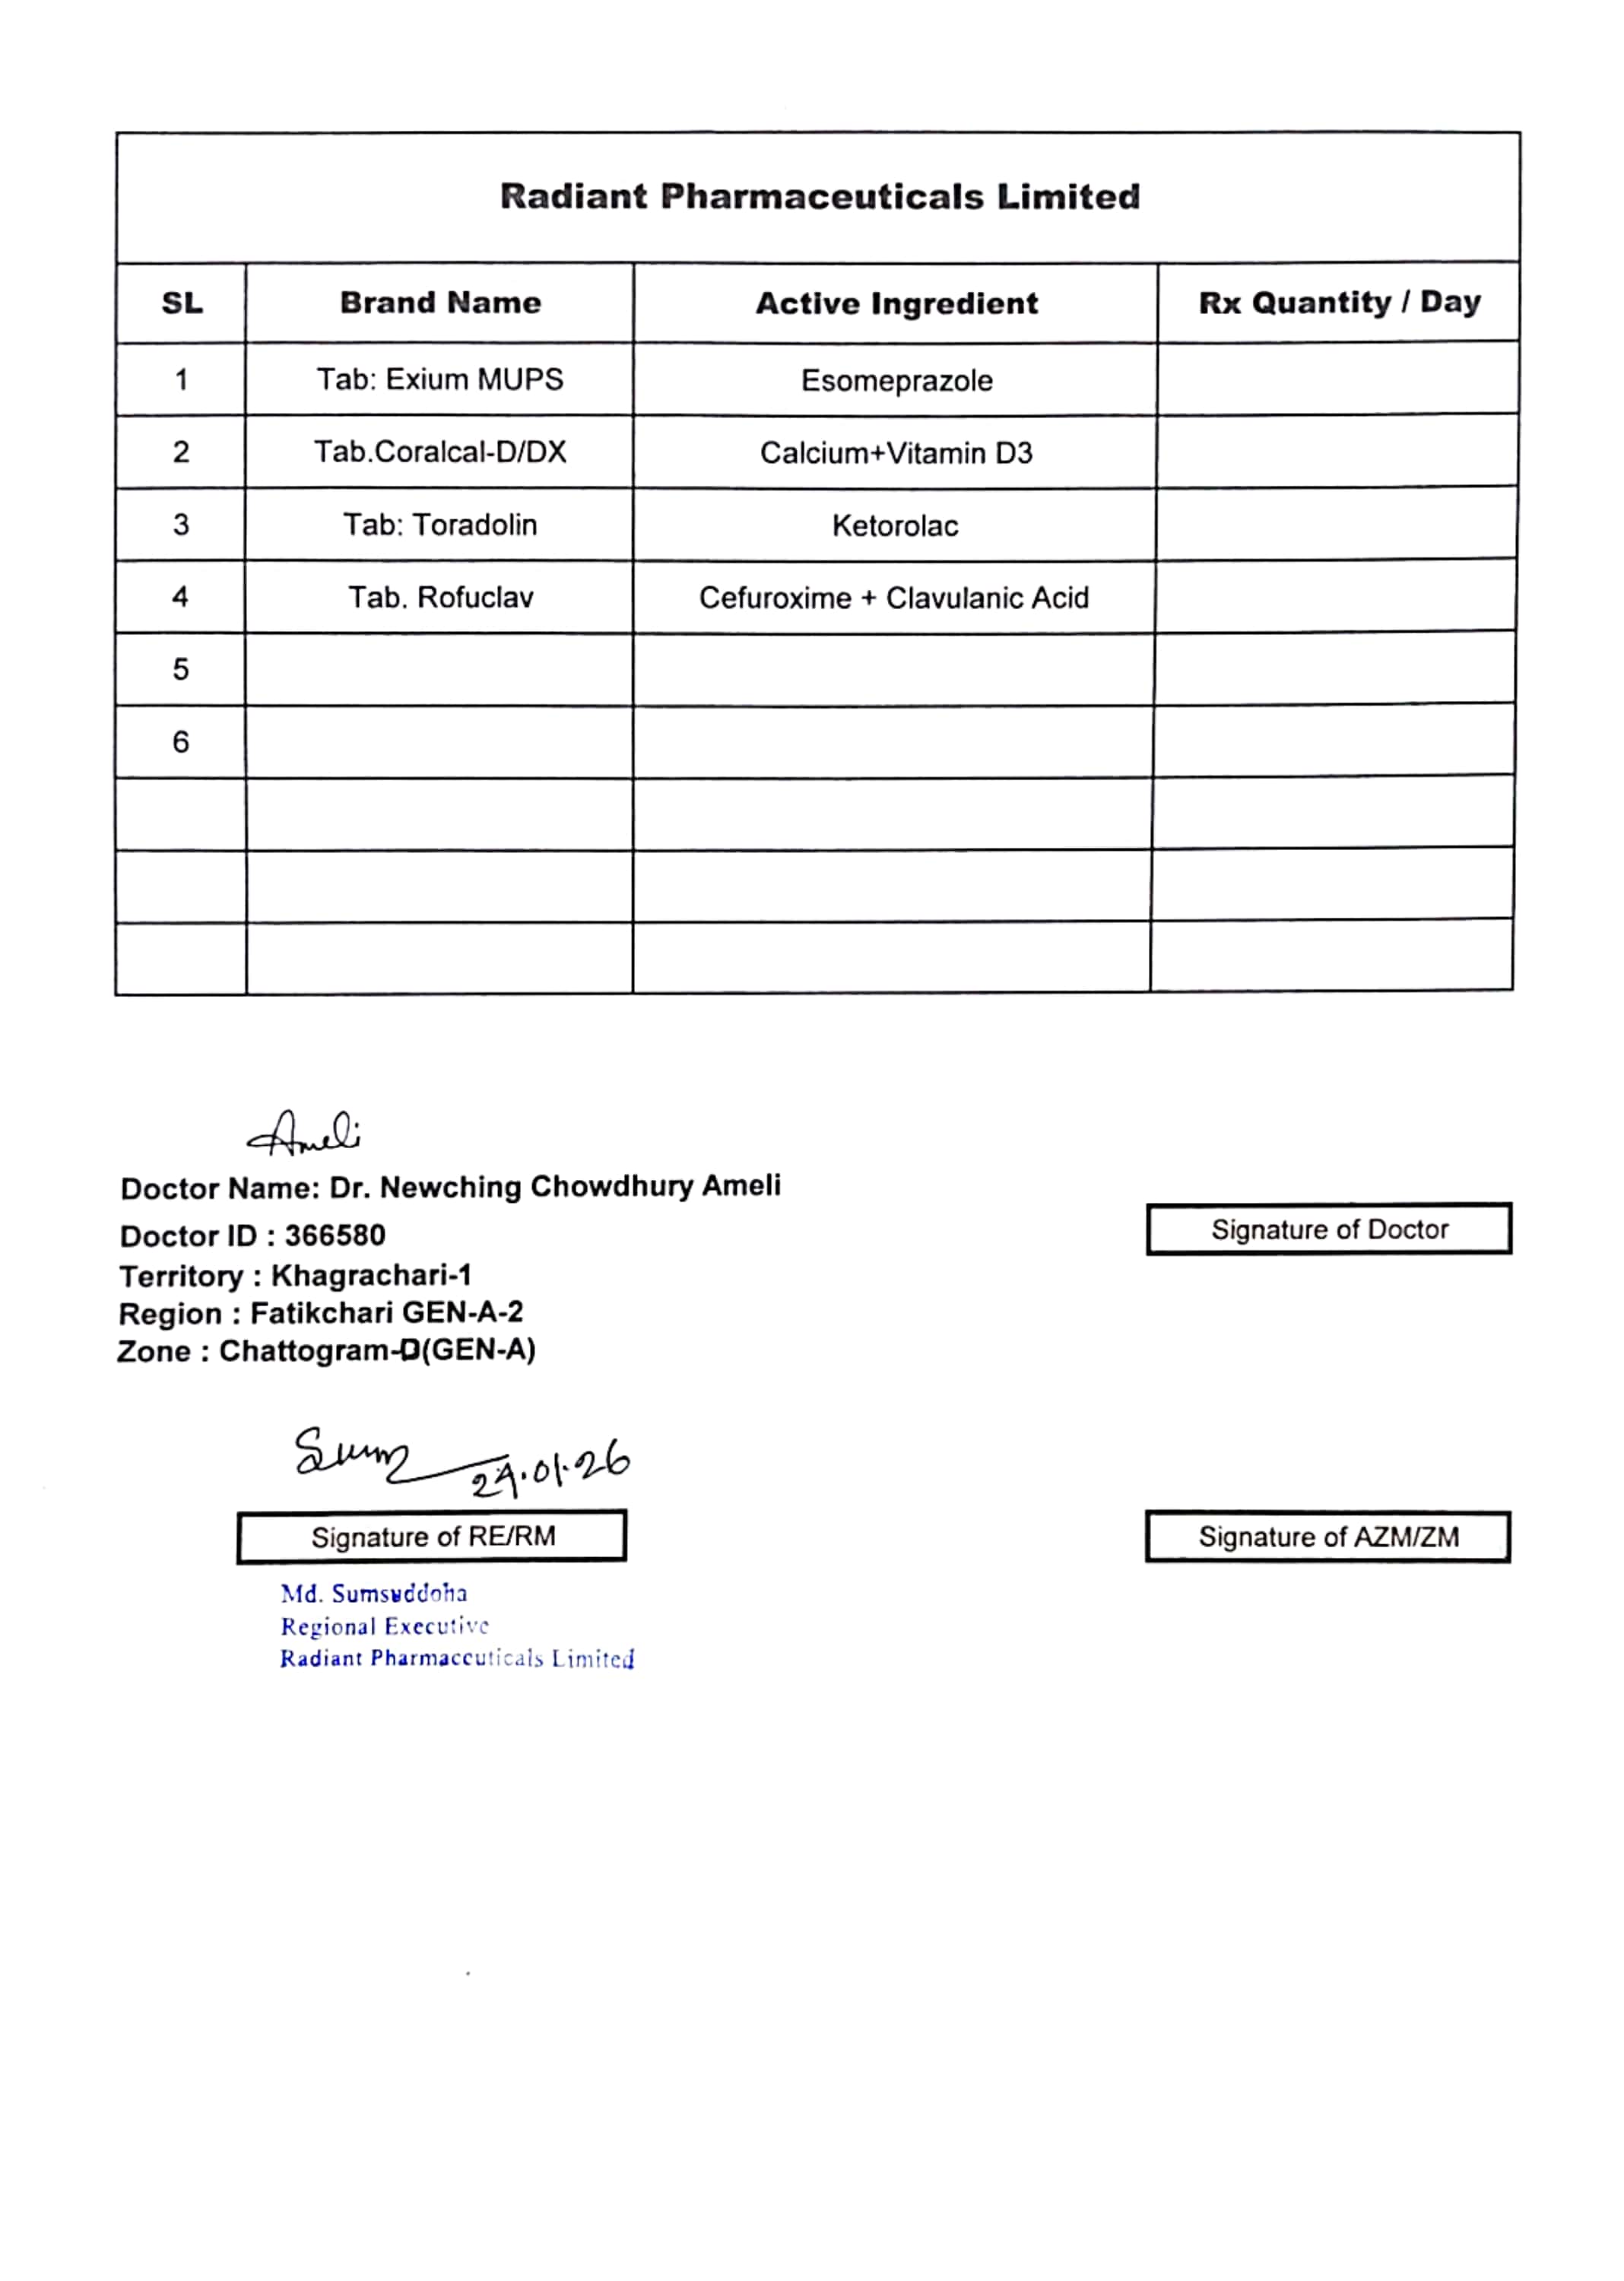 Radiant Pharmaceuticals Limited
SL Brand Name Active Ingredient Rx Quantity / Day
1 Tab: Exium MUPS Esomeprazole
2 Tab.Coralcal-D/DX Calcium+Vitamin D3
3 Tab: Toradolin Ketorolac
4 Tab. Rofuclav Cefuroxime + Clavulanic Acid
5
6
Ameli
Doctor Name: Dr. Newching Chowdhury Ameli
Doctor ID : 366580
Signature of Doctor
Territory : Khagrachari-1
Region : Fatikchari GEN-A-2
Zone : Chattogram-D(GEN-A)
Signature of RE/RM Signature of AZM/ZM
Md. Sumsuddoha
Regional Executive
Radiant Pharmaceuticals Limited